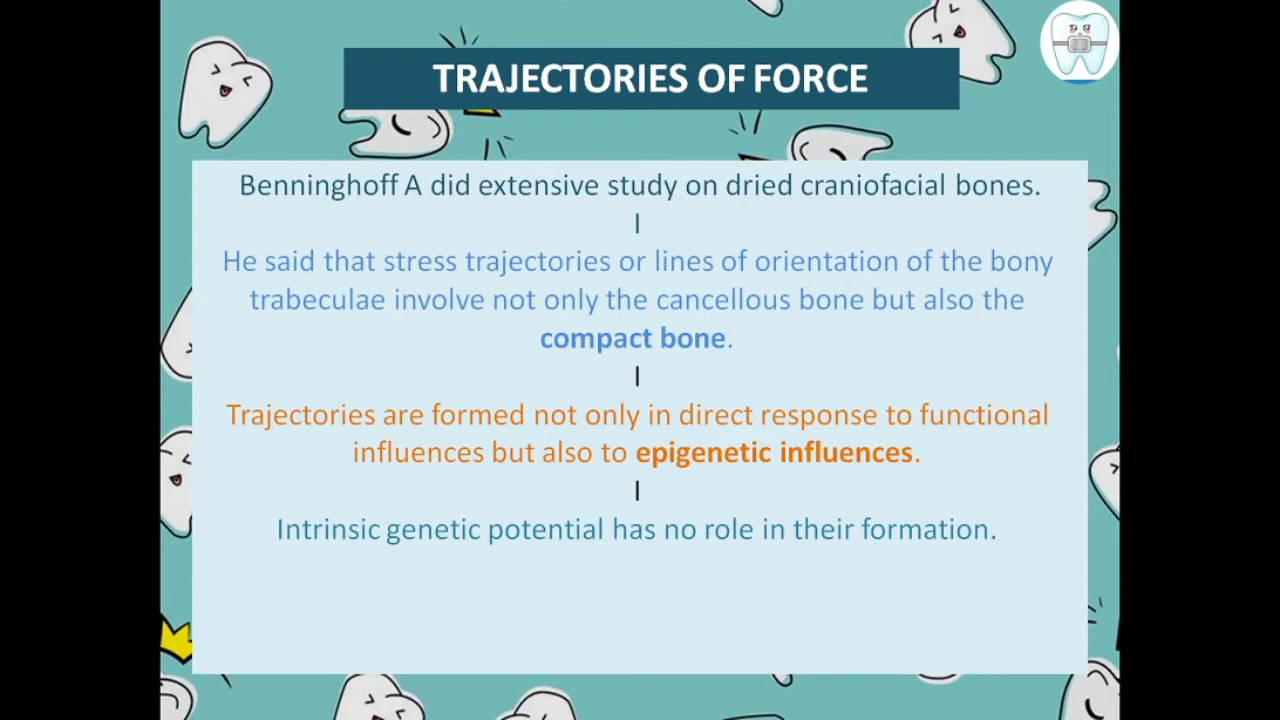 TRAJECTORIES OF FORCE
Benninghoff A did extensive study on dried craniofacial bones.
I
He said that stress trajectories or lines of orientation of the bony
trabeculae involve not only the cancellous bone but also the
compact bone.
I
Trajectories are formed not only in direct response to functional
influences but also to epigenetic influences.
I
Intrinsic genetic potential has no role in their formation.